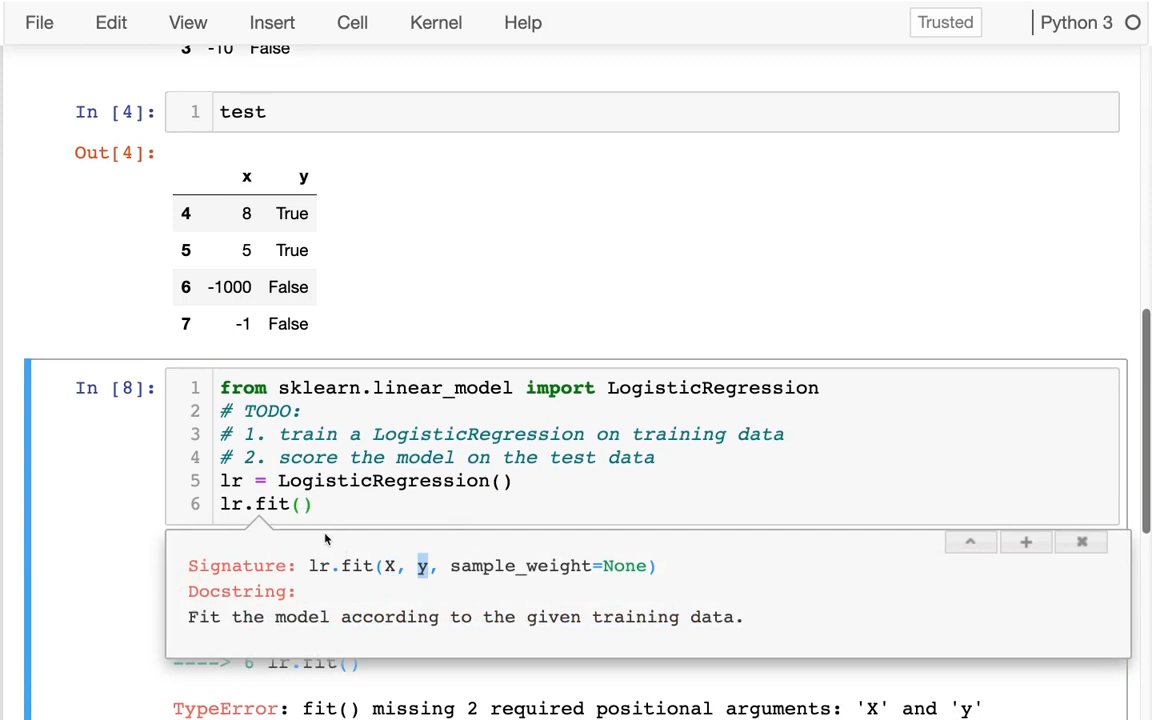 File Edit View Insert Cell Kernel Help Trusted Python 3
3 -10 False
In [4]: 1 test
Out[4]:
x y
4 8 True
5 5 True
6 -1000 False
7 -1 False
In [8]: 1 from sklearn.linear_model import LogisticRegression
2 # TODO:
3 # 1. train a LogisticRegression on training data
4 # 2. score the model on the test data
5 lr = LogisticRegression()
6 lr.fit()
Signature: lr.fit(X, y, sample_weight=None)
Docstring:
Fit the model according to the given training data.
----> 6 lr.fit()
TypeError: fit() missing 2 required positional arguments: 'X' and 'y'